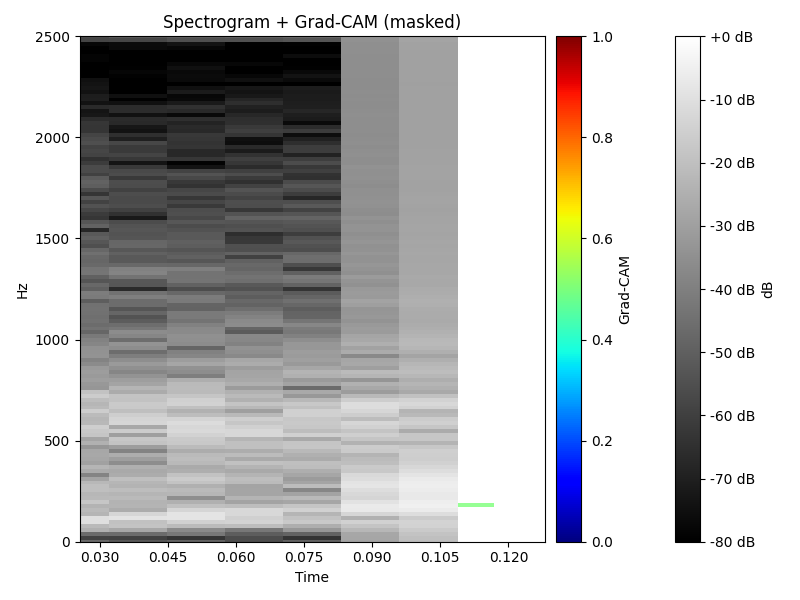 Spectrogram + Grad-CAM (masked)
2500
2000
1500
1000
500
0
Hz
0.030 0.045 0.060 0.075 0.090 0.105 0.120
Time
1.0
0.8
0.6
0.4
0.2
0.0
Grad-CAM
+0 dB
-10 dB
-20 dB
-30 dB
-40 dB
-50 dB
-60 dB
-70 dB
-80 dB
dB